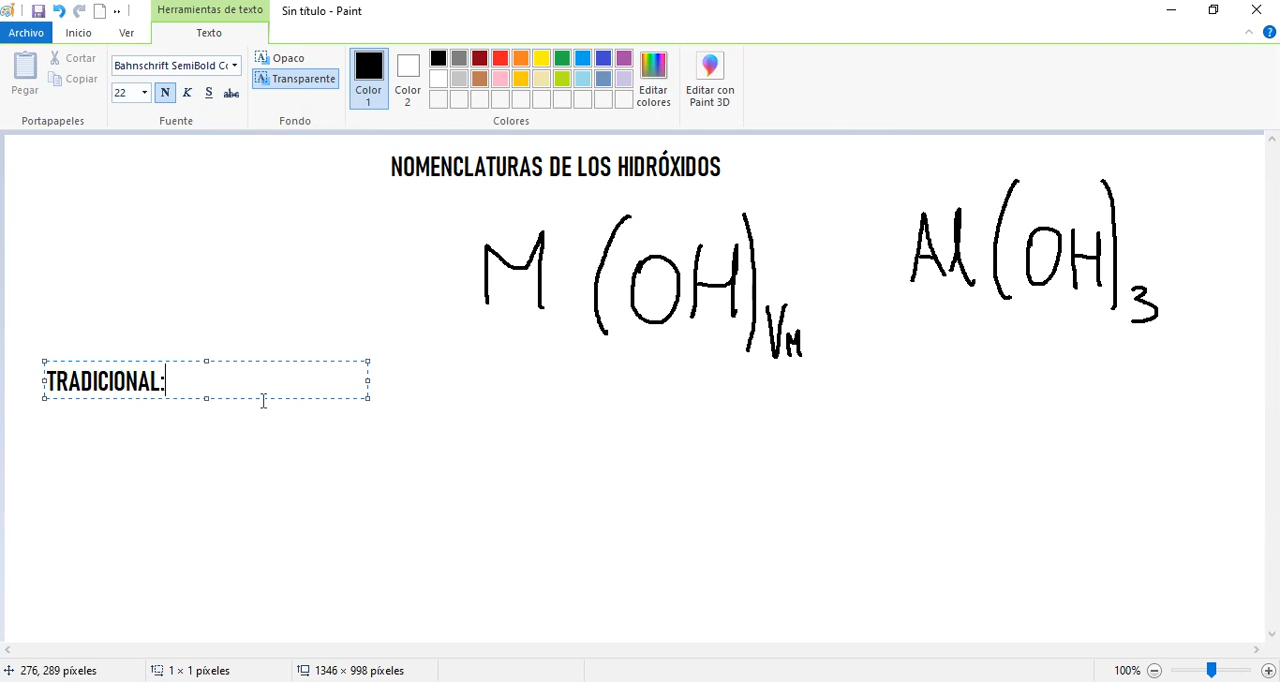 Herramientas de texto
Sin título - Paint
Archivo
Inicio
Ver
Texto
Pegar
Cortar
Copiar
Portapapeles
Bahnschrift SemiBold Cc
22
N K S abc
Fuente
Opaco
Transparente
Fondo
Color 1
Color 2
Editar colores
Colores
Editar con Paint 3D
NOMENCLATURAS DE LOS HIDRÓXIDOS
M (OH)VM
Al(OH)3
TRADICIONAL:
276, 289 píxeles
1 × 1 píxeles
1346 × 998 píxeles
100%